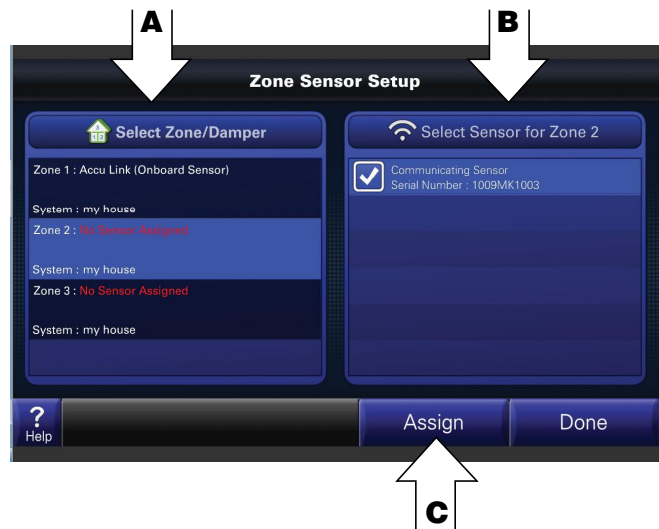 A
B
Zone Sensor Setup
Select Zone/Damper
Zone 1 : Accu Link (Onboard Sensor)
System : my house
Zone 2 : No Sensor Assigned
System : my house
Zone 3 : No Sensor Assigned
System : my house
Select Sensor for Zone 2
Communicating Sensor
Serial Number : 1009MK1003
?
Help
Assign
Done
C